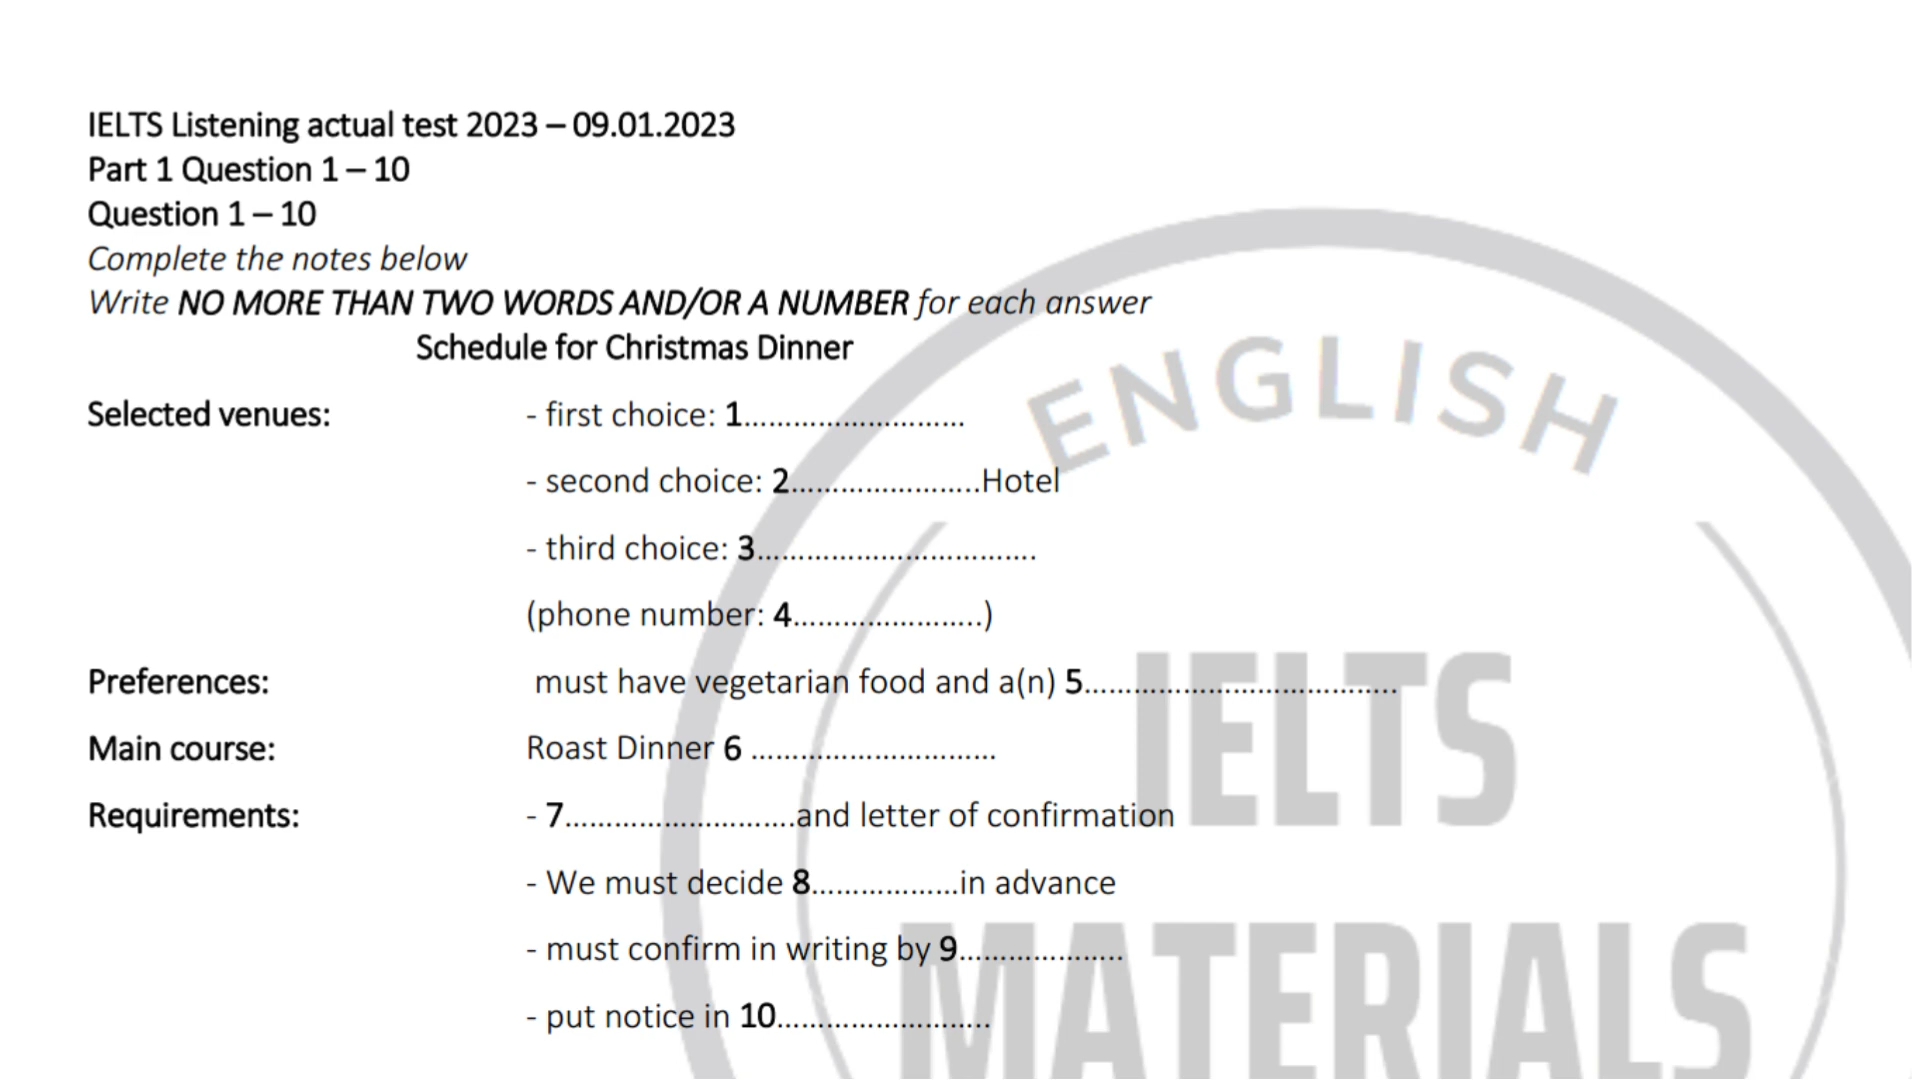 IELTS Listening actual test 2023 – 09.01.2023
Part 1 Question 1 – 10
Question 1 – 10
Complete the notes below
Write NO MORE THAN TWO WORDS AND/OR A NUMBER for each answer
Schedule for Christmas Dinner
Selected venues: - first choice: 1...........................
- second choice: 2.......................Hotel
- third choice: 3..................................
(phone number: 4.......................)
Preferences: must have vegetarian food and a(n) 5......................................
Main course: Roast Dinner 6 ..............................
Requirements: - 7............................and letter of confirmation
- We must decide 8..................in advance
- must confirm in writing by 9....................
- put notice in 10..........................
ENGLISH
IELTS
MATERIALS